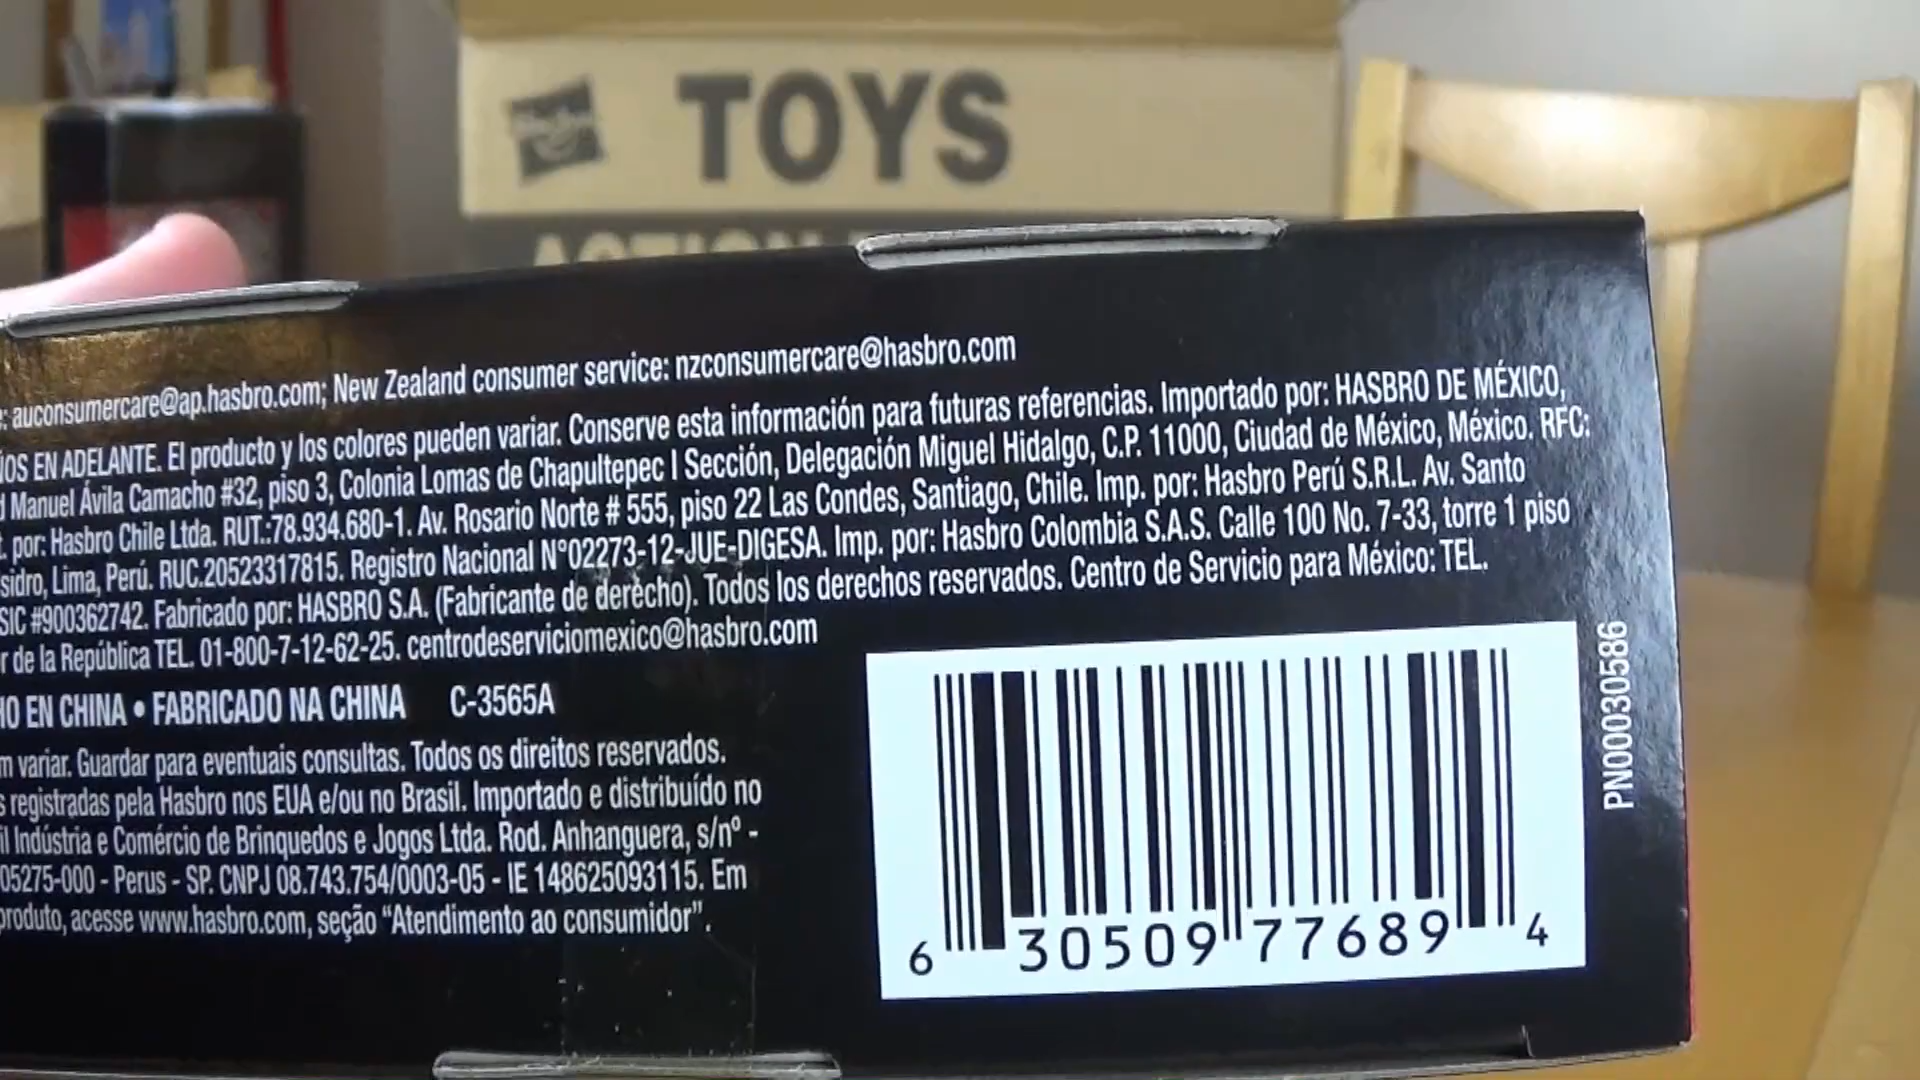 TOYS
auconsumercare@ap.hasbro.com; New Zealand consumer service: nzconsumercare@hasbro.com
EN ADELANTE. El producto y los colores pueden variar. Conserve esta información para futuras referencias. Importado por: HASBRO DE MÉXICO,
Manuel Ávila Camacho #32, piso 3, Colonia Lomas de Chapultepec I Sección, Delegación Miguel Hidalgo, C.P. 11000, Ciudad de México, México. RFC:
por: Hasbro Chile Ltda. RUT.:78.934.680-1. Av. Rosario Norte # 555, piso 22 Las Condes, Santiago, Chile. Imp. por: Hasbro Perú S.R.L. Av. Santo
sidro, Lima, Perú. RUC.20523317815. Registro Nacional N°02273-12-JUE-DIGESA. Imp. por: Hasbro Colombia S.A.S. Calle 100 No. 7-33, torre 1 piso
SIC #900362742. Fabricado por: HASBRO S.A. (Fabricante de derecho). Todos los derechos reservados. Centro de Servicio para México: TEL.
r de la República TEL. 01-800-7-12-62-25. centrodeserviciomexico@hasbro.com
HO EN CHINA • FABRICADO NA CHINA C-3565A
m variar. Guardar para eventuais consultas. Todos os direitos reservados.
s registradas pela Hasbro nos EUA e/ou no Brasil. Importado e distribuído no
il Indústria e Comércio de Brinquedos e Jogos Ltda. Rod. Anhanguera, s/nº -
05275-000 - Perus - SP. CNPJ 08.743.754/0003-05 - IE 148625093115. Em
produto, acesse www.hasbro.com, seção “Atendimento ao consumidor”.
6 30509 77689 4
PN00030586